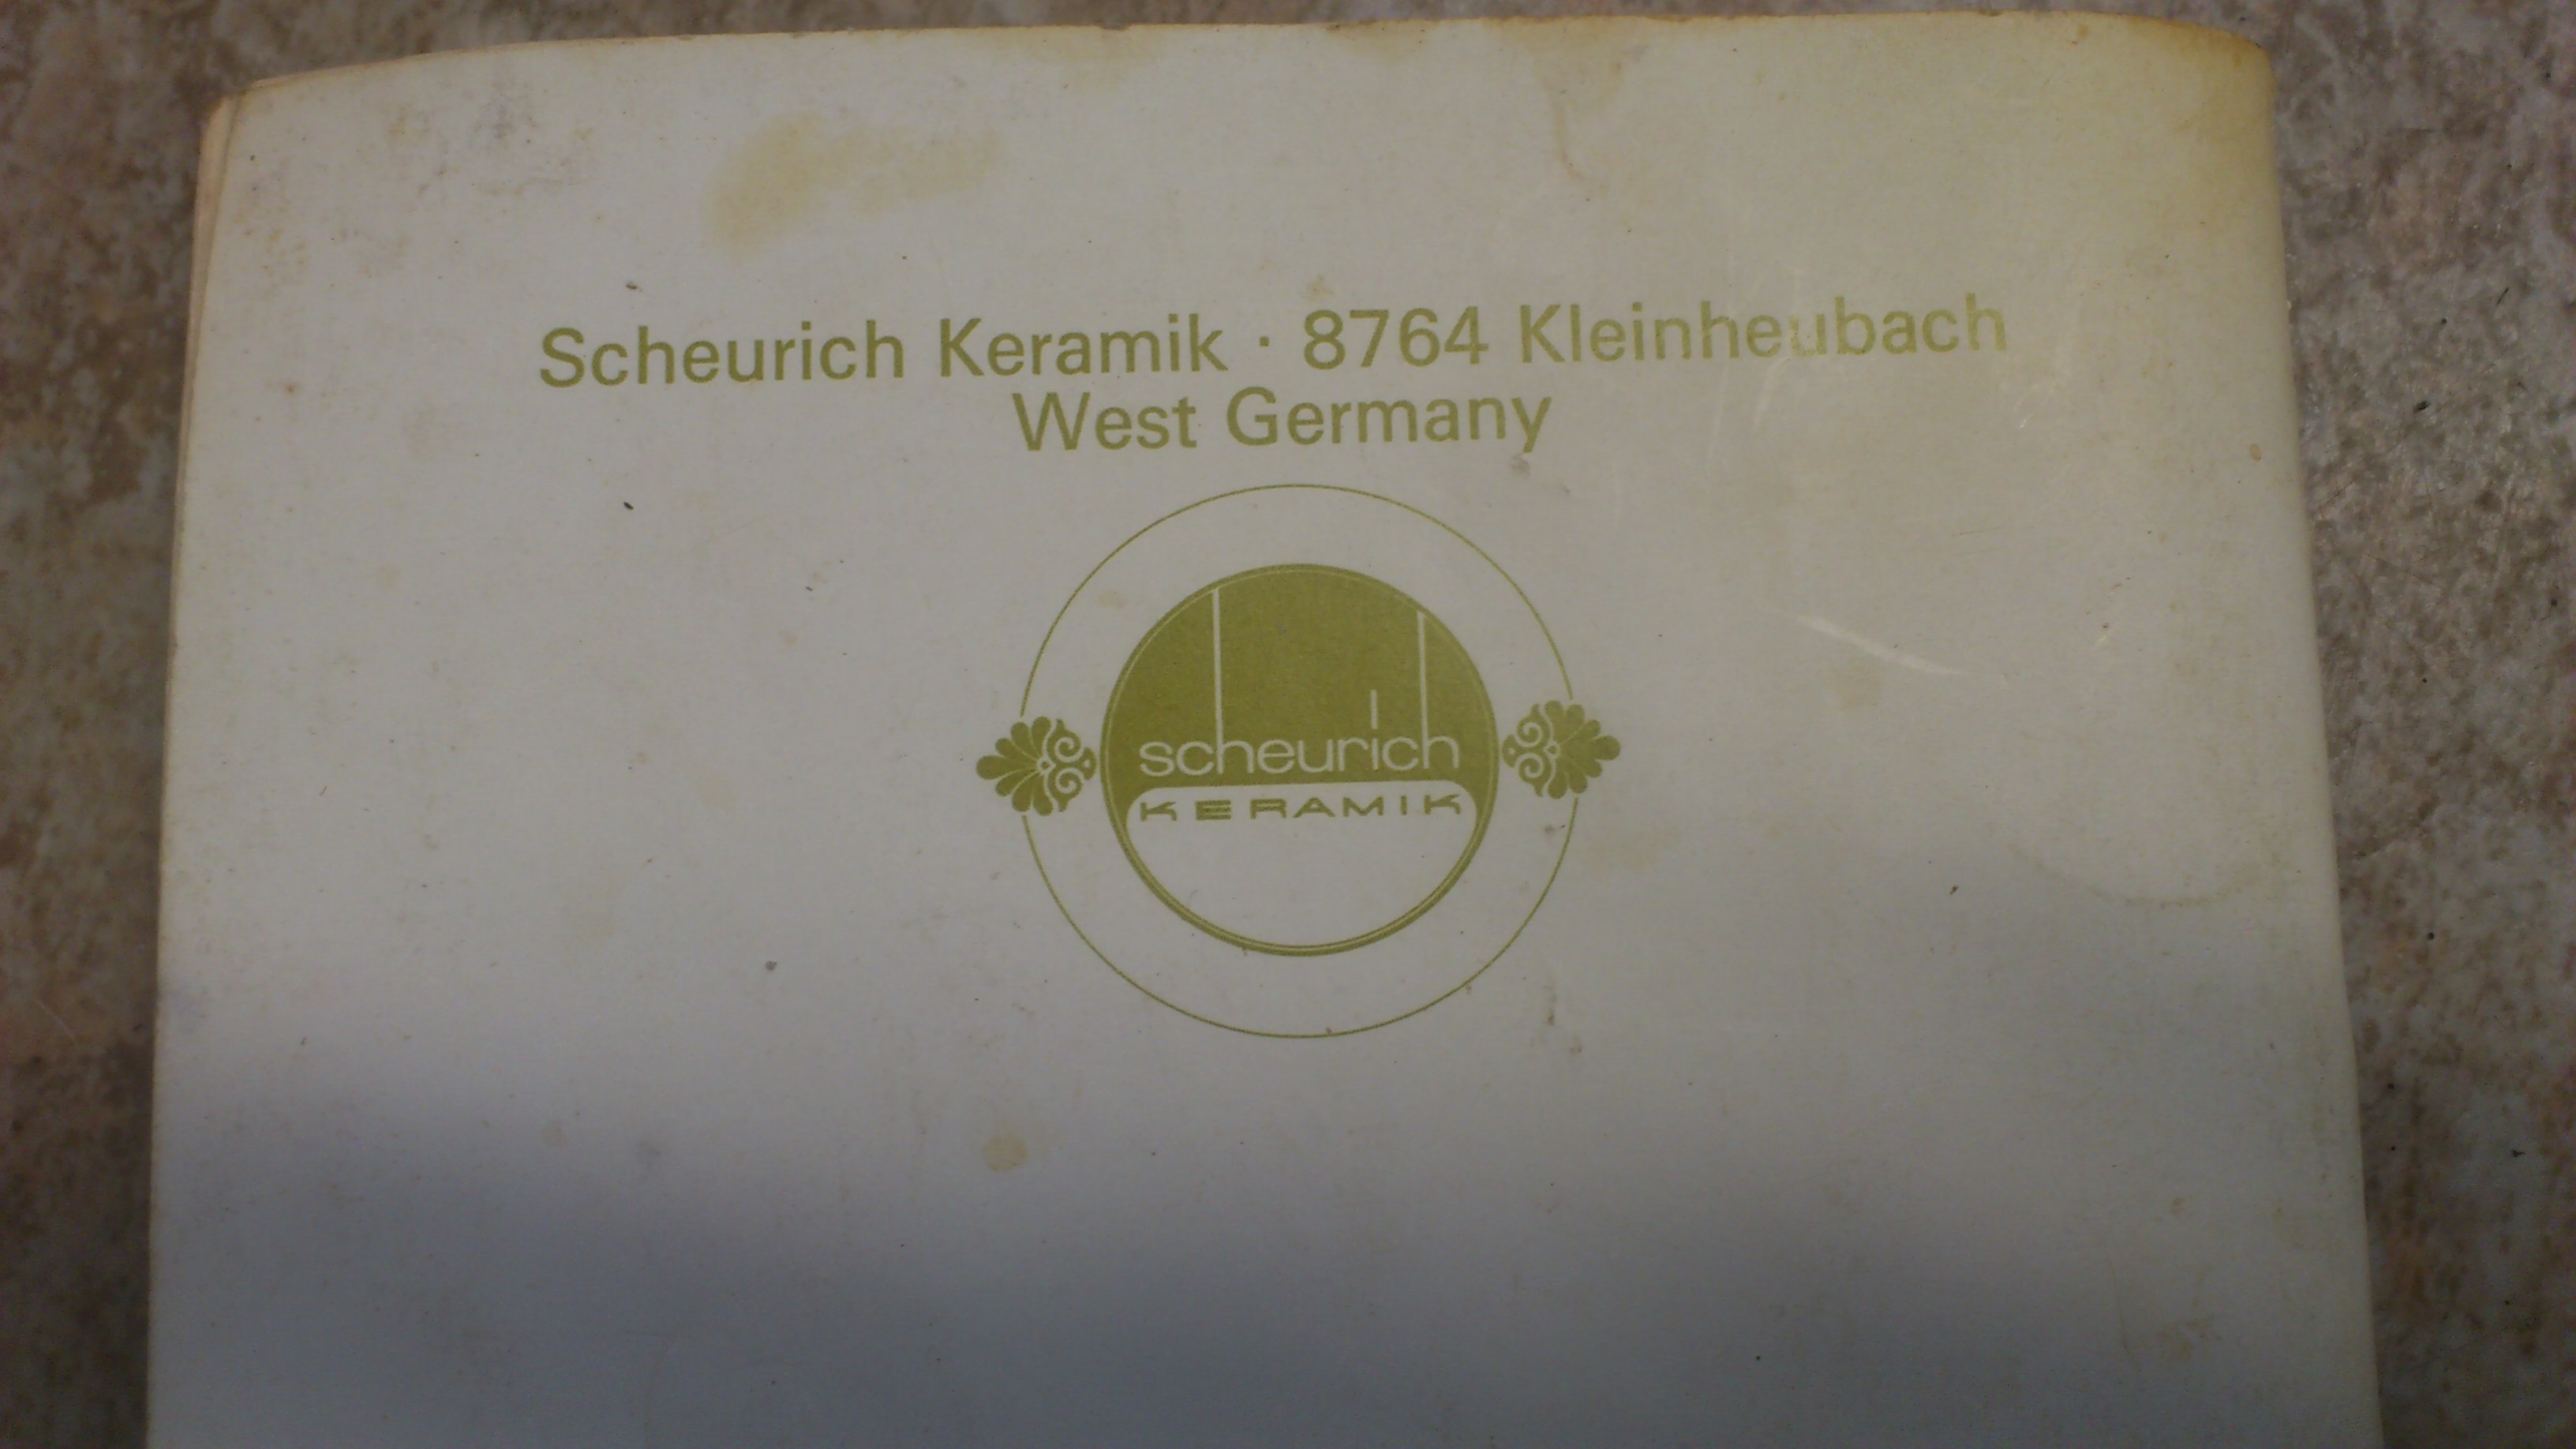 Scheurich Keramik · 8764 Kleinheubach
West Germany
scheurich
KERAMIK